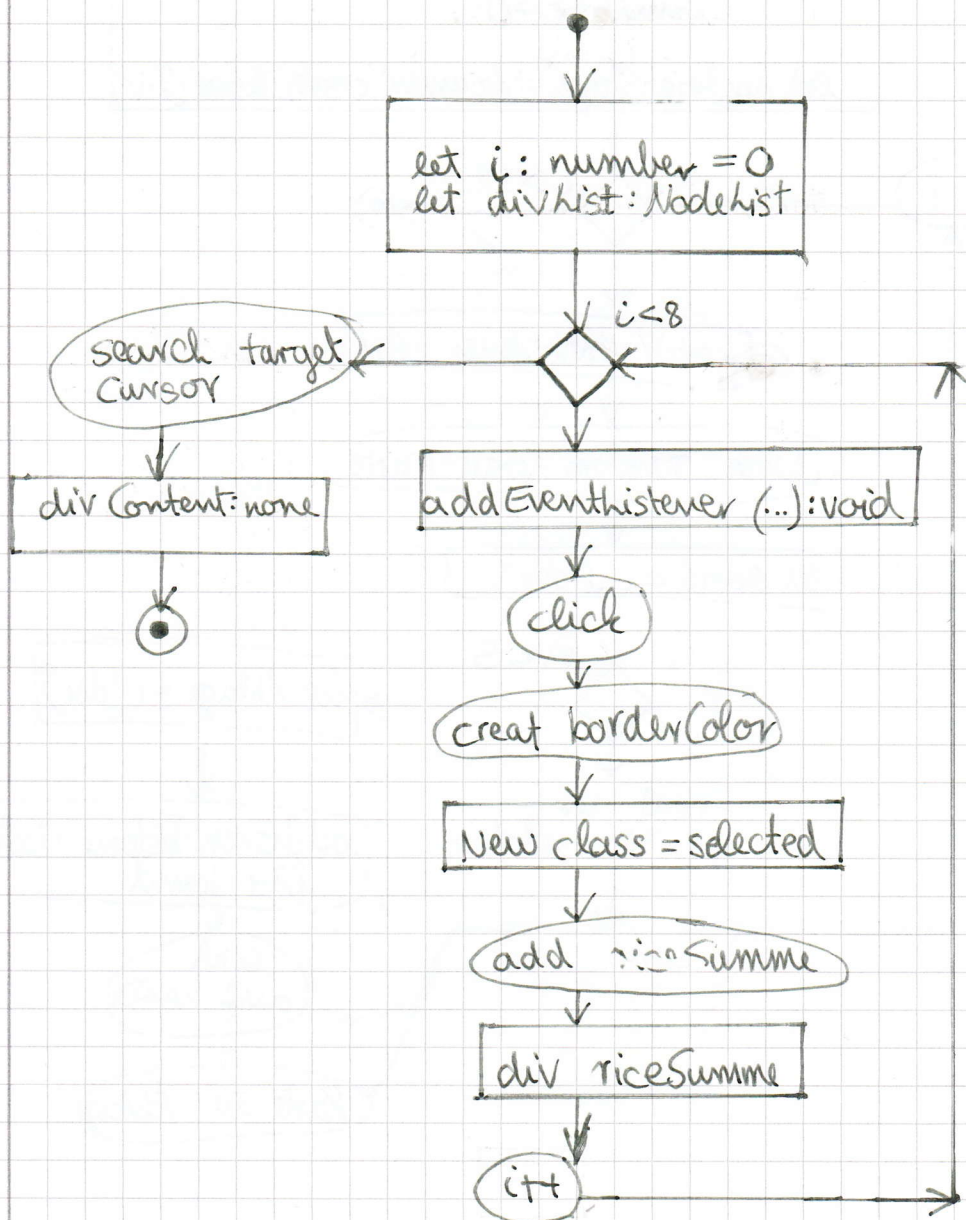 let i: number = 0
let divList: NodeList
i<8
search target
cursor
div Content: none
addEventListener (...): void
click
creat borderColor
New class = selected
add riceSumme
div riceSumme
i++